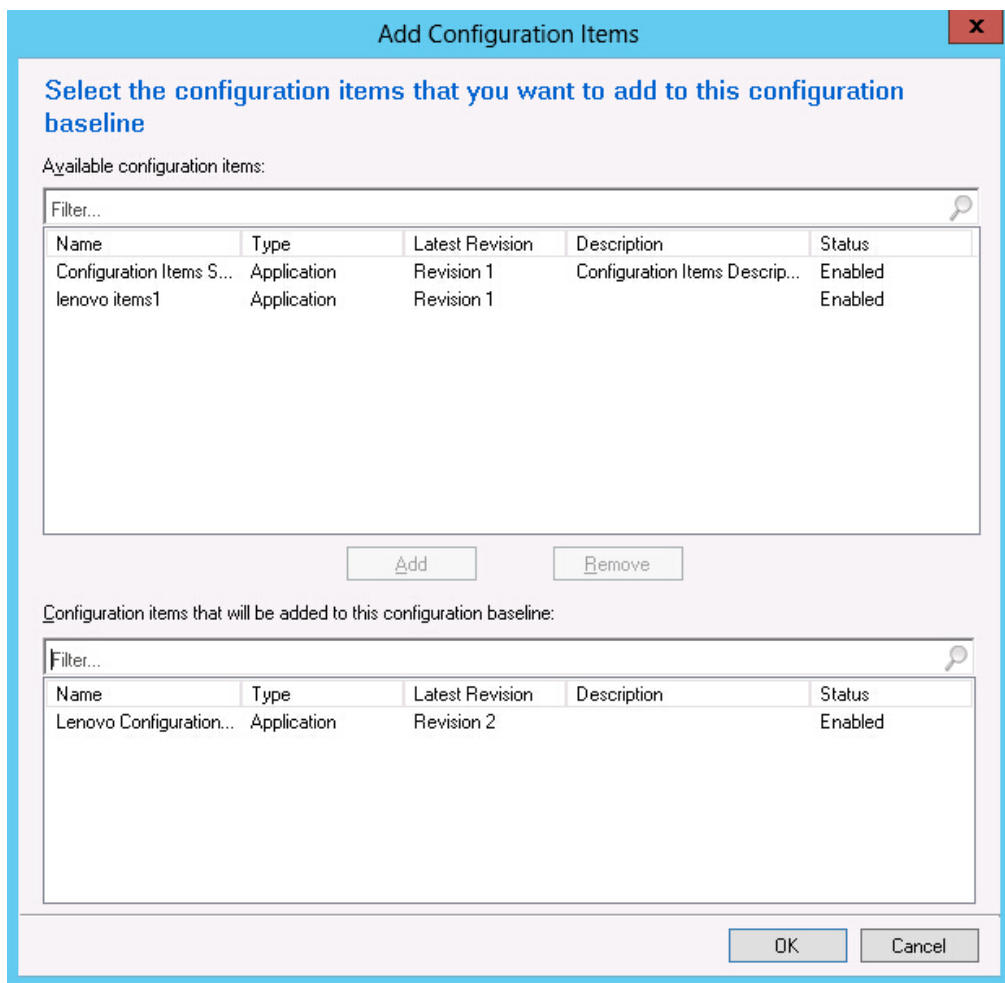 Add Configuration Items
x
Select the configuration items that you want to add to this configuration
baseline
Available configuration items:
Filter...
Name Type Latest Revision Description Status
Configuration Items S... Application Revision 1 Configuration Items Descrip... Enabled
lenovo items1 Application Revision 1 Enabled
Add Remove
Configuration items that will be added to this configuration baseline:
Filter...
Name Type Latest Revision Description Status
Lenovo Configuration... Application Revision 2 Enabled
OK Cancel